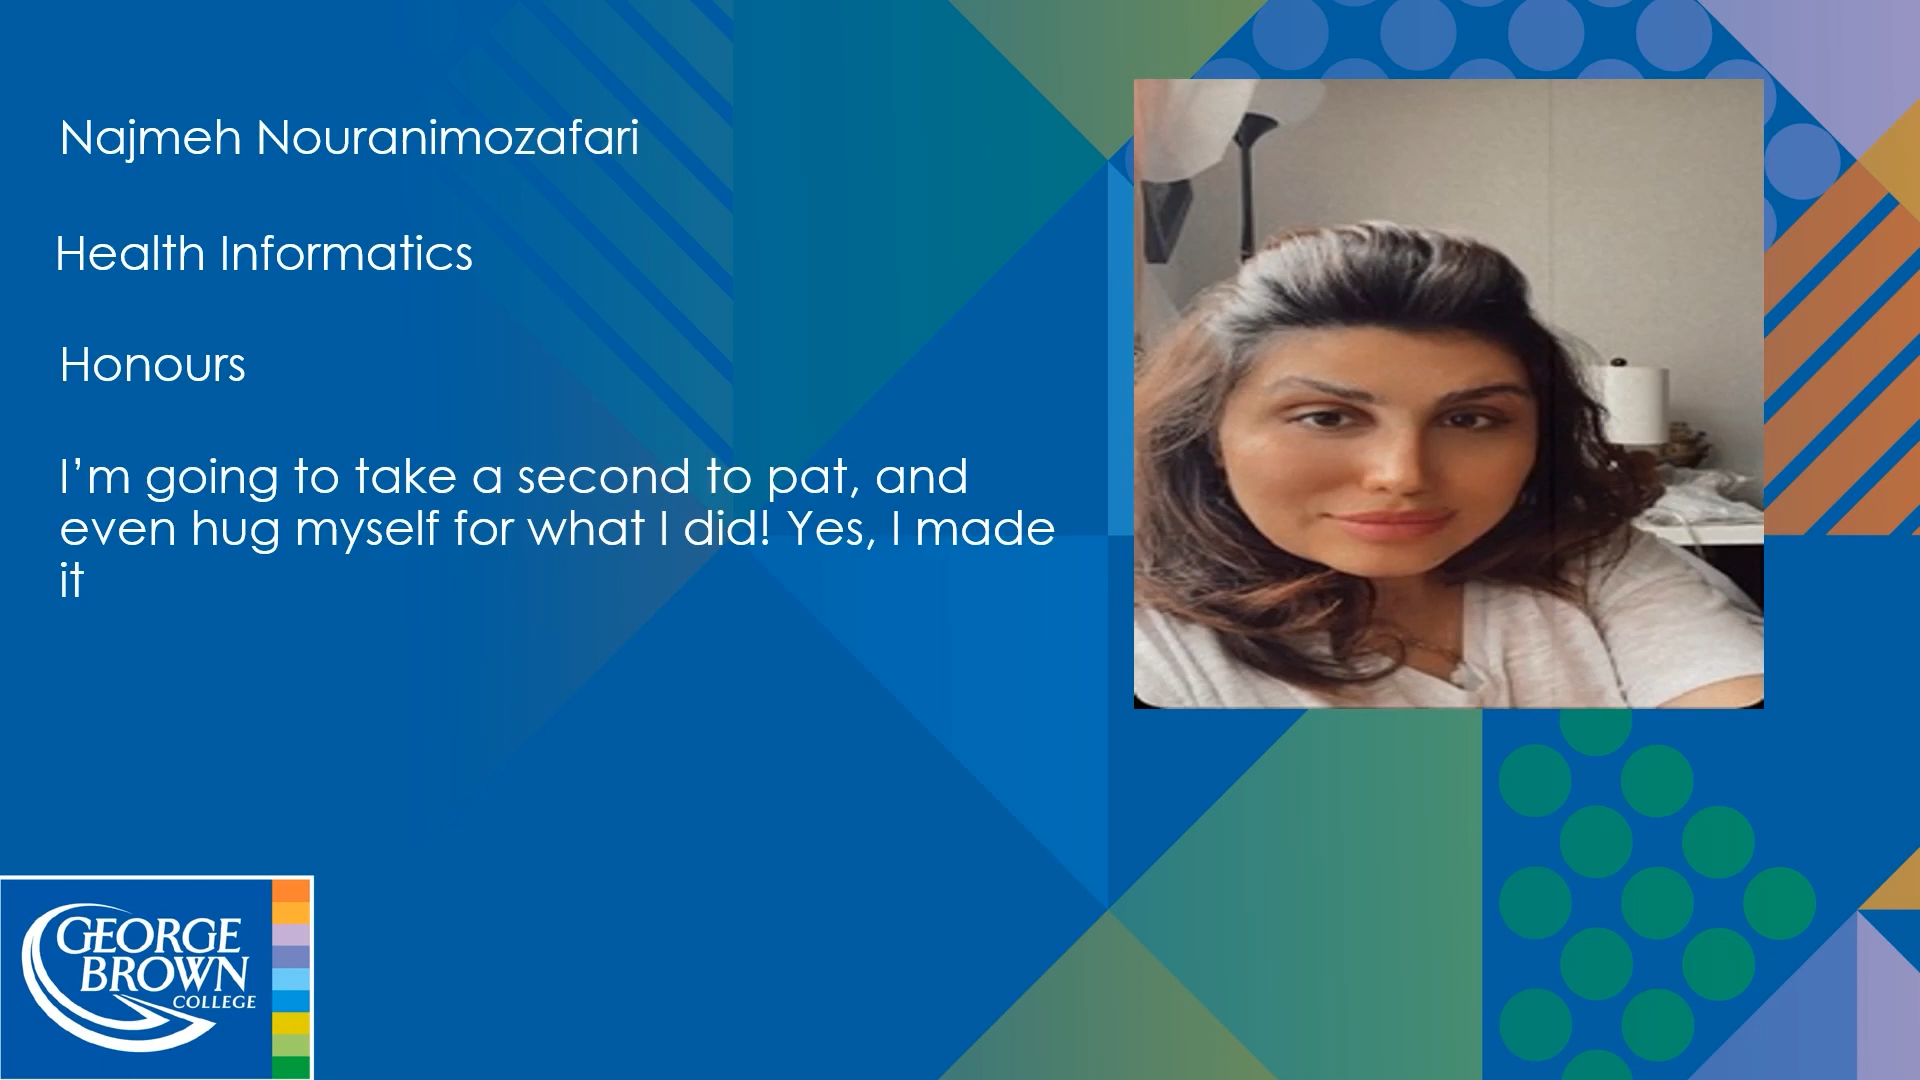 Najmeh Nouranimozafari
Health Informatics
Honours
I’m going to take a second to pat, and
even hug myself for what I did! Yes, I made
it
GEORGE
BROWN
COLLEGE